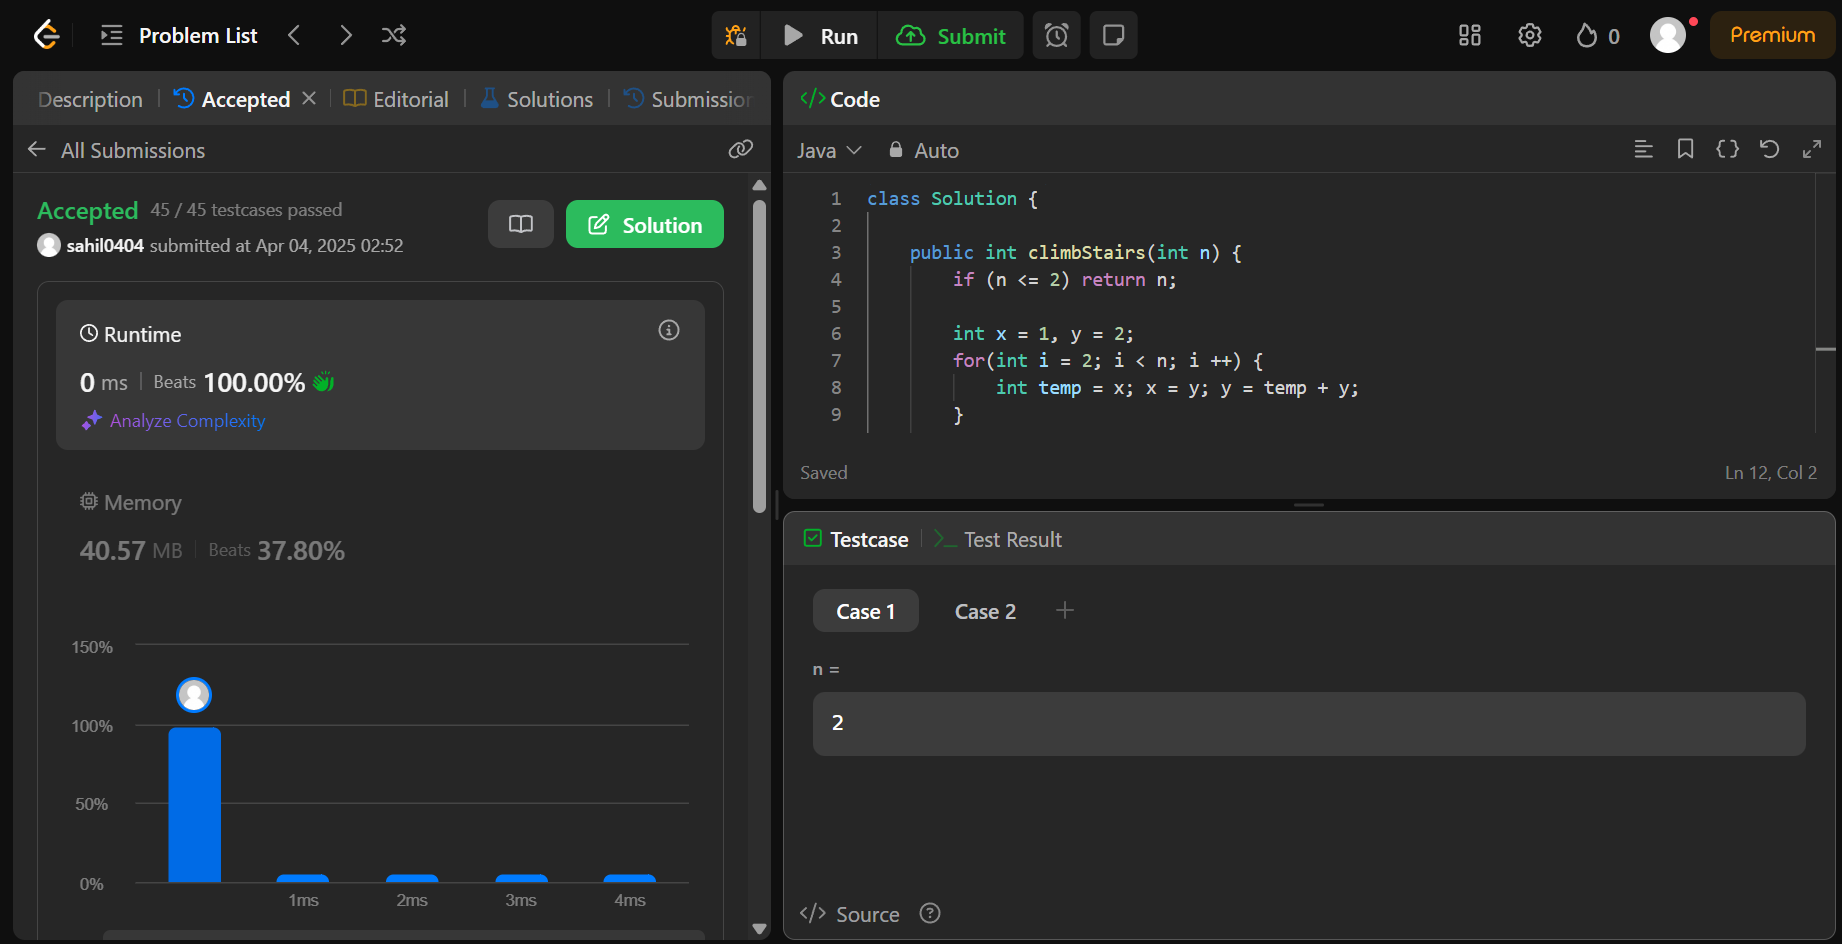 Problem List
Run
Submit
0
Premium
Description
Accepted
Editorial
Solutions
Submission
All Submissions
Accepted 45 / 45 testcases passed
sahil0404 submitted at Apr 04, 2025 02:52
Solution
Runtime
0 ms Beats 100.00%
Analyze Complexity
Memory
40.57 MB Beats 37.80%
150%
100%
50%
0%
1ms 2ms 3ms 4ms
</> Code
Java Auto
1 class Solution {
2
3 public int climbStairs(int n) {
4 if (n <= 2) return n;
5
6 int x = 1, y = 2;
7 for(int i = 2; i < n; i ++) {
8 int temp = x; x = y; y = temp + y;
9 }
Saved
Ln 12, Col 2
Testcase
Test Result
Case 1 Case 2 +
n =
2
</> Source ?